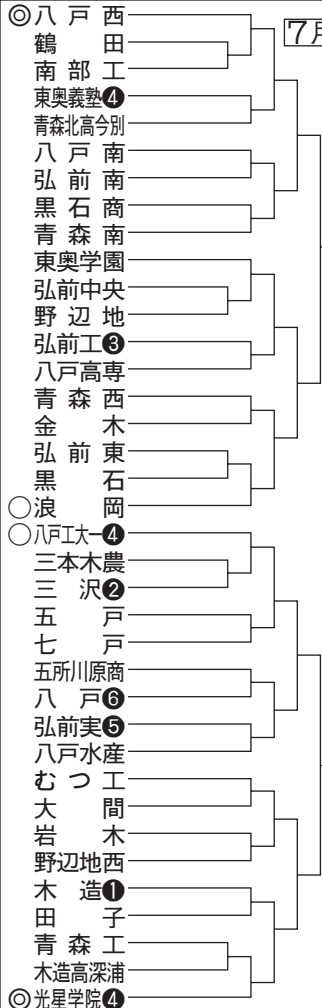 ◎八戸西
7月
鶴田
南部工
東奥義塾❹
青森北高今別
八戸南
弘前南
黒石商
青森南
東奥学園
弘前中央
野辺地
弘前工❸
八戸高専
青森西
金木
弘前東
黒石
○浪岡
○八戸工大一❹
三本木農
三沢❷
五戸
七戸
五所川原商
八戸❻
弘前実❺
八戸水産
むつ工
大間
岩木
野辺地西
木造❶
田子
青森工
木造高深浦
◎光星学院❹